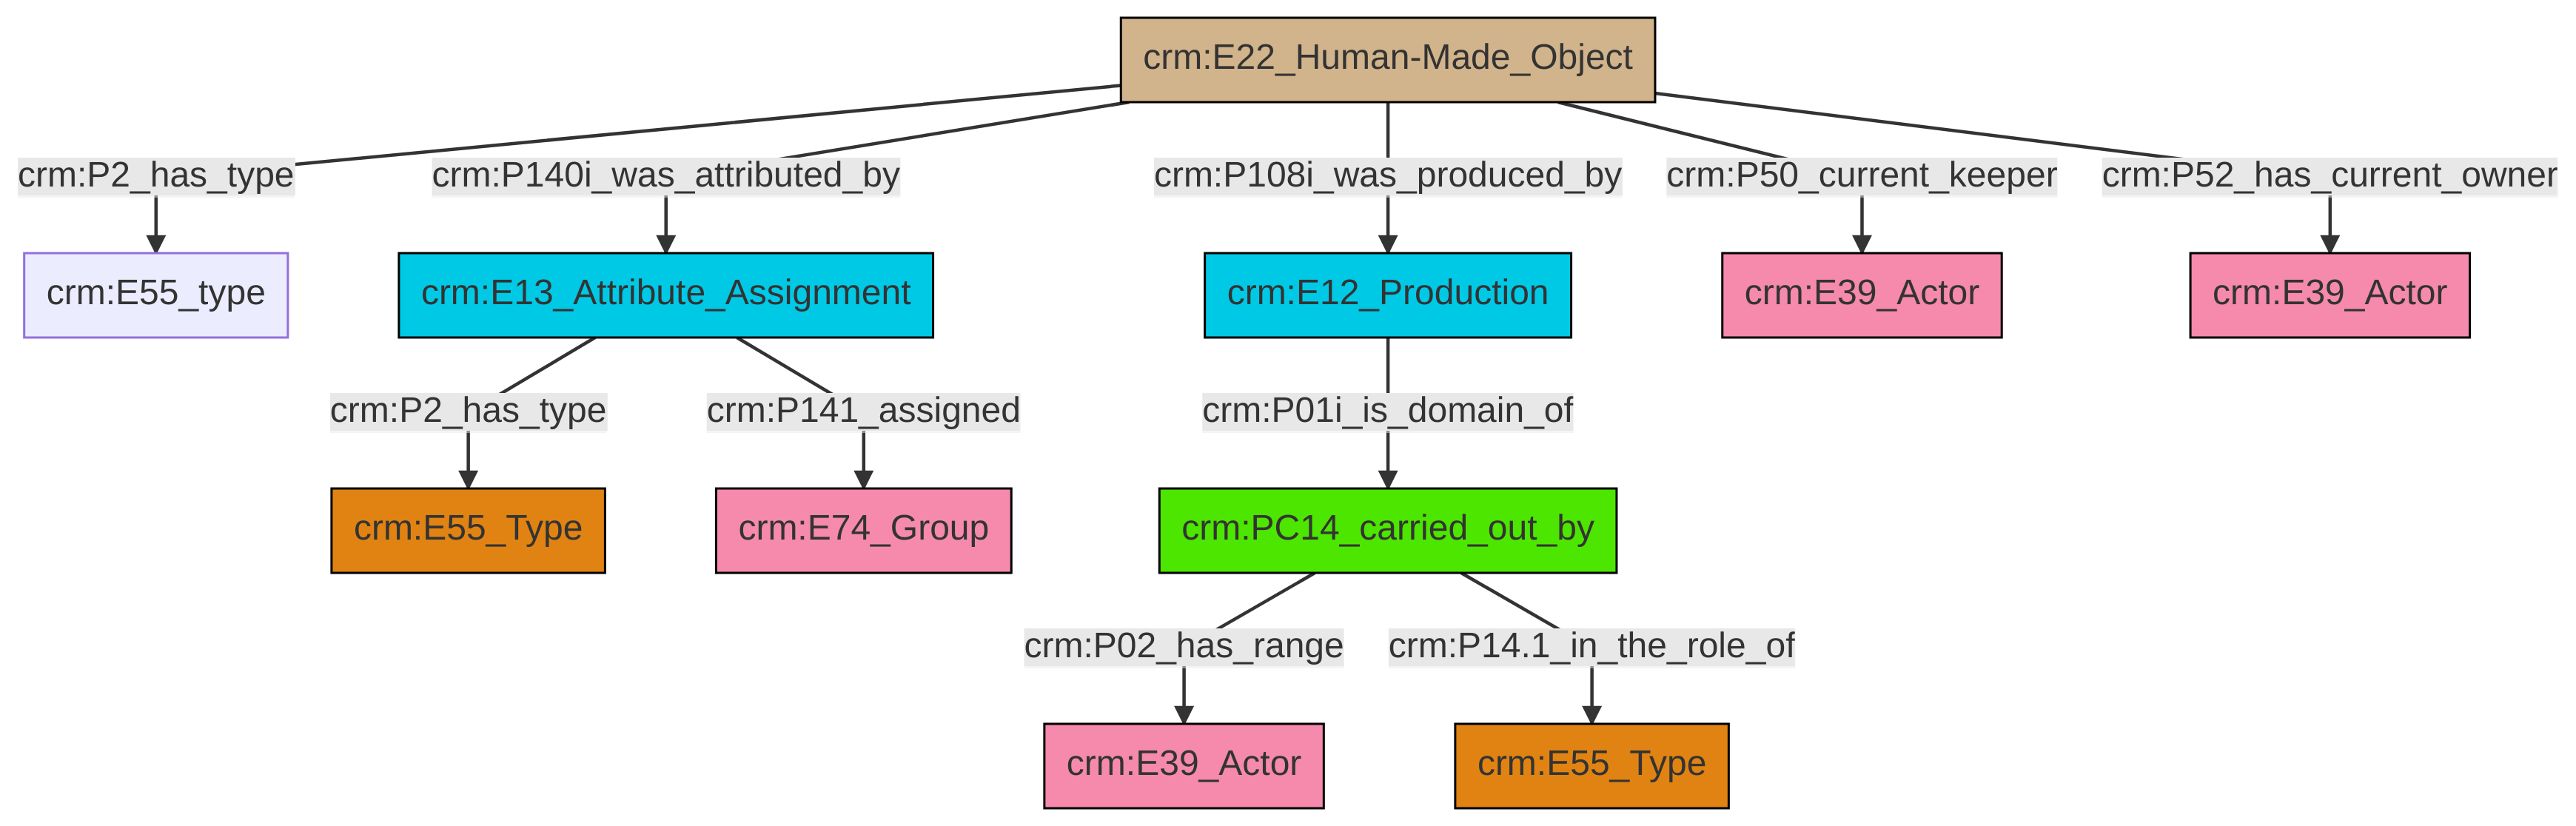 crm:E22_Human-Made_Object
crm:P2_has_type
crm:P140i_was_attributed_by
crm:P108i_was_produced_by
crm:P50_current_keeper
crm:P52_has_current_owner
crm:E55_type
crm:E13_Attribute_Assignment
crm:E12_Production
crm:E39_Actor
crm:E39_Actor
crm:P2_has_type
crm:P141_assigned
crm:P01i_is_domain_of
crm:E55_Type
crm:E74_Group
crm:PC14_carried_out_by
crm:P02_has_range
crm:P14.1_in_the_role_of
crm:E39_Actor
crm:E55_Type